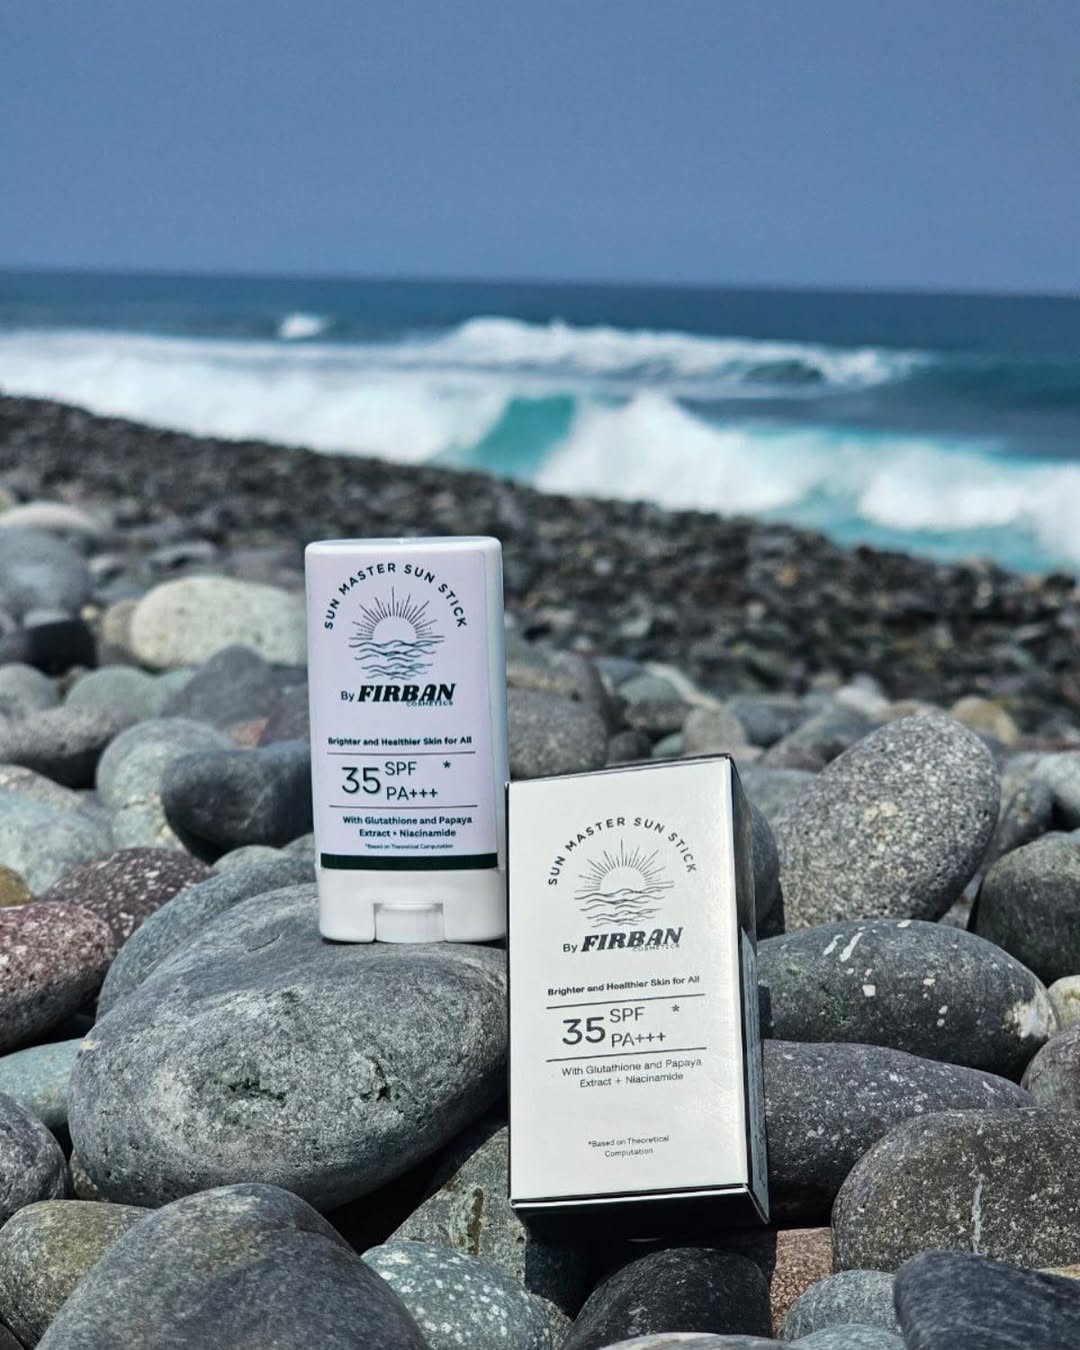 SUN MASTER SUN STICK
By FIRBAN
COSMETICS
Brighter and Healthier Skin for All
35 SPF *
PA+++
With Glutathione and Papaya
Extract + Niacinamide
*Based on Theoretical Computation
SUN MASTER SUN STICK
By FIRBAN
COSMETICS
Brighter and Healthier Skin for All
35 SPF *
PA+++
With Glutathione and Papaya
Extract + Niacinamide
*Based on Theoretical
Computation